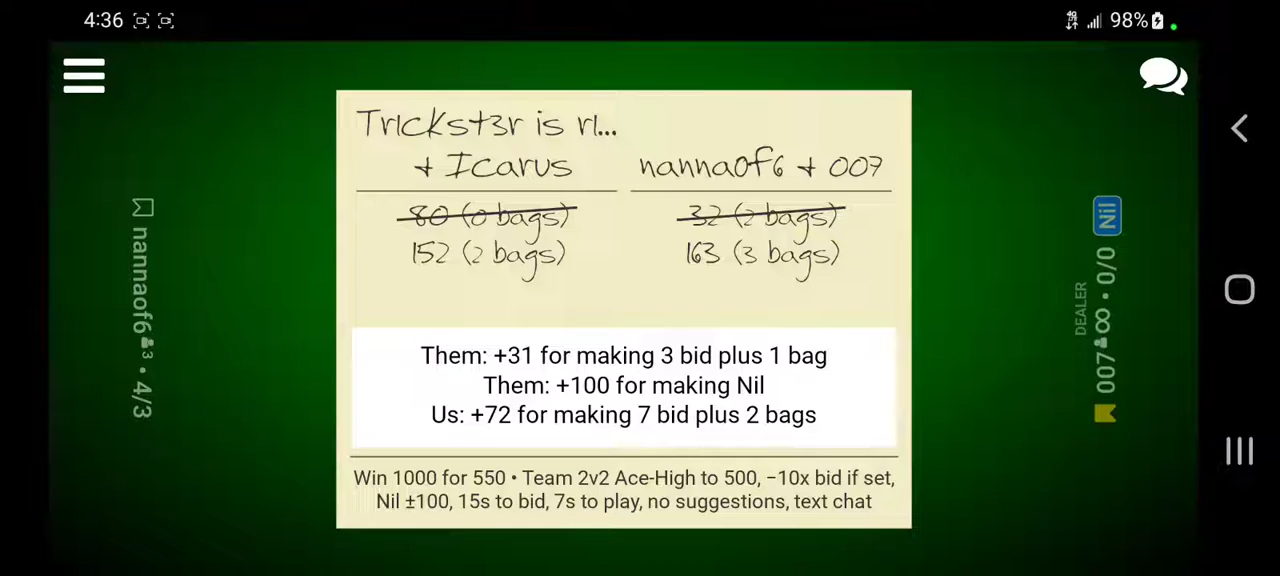 4:36
98%
Tr1ckst3r is ri...
+ Icarus
nannaof6 + 007
80 (0 bags)
32 (2 bags)
152 (2 bags)
163 (3 bags)
nannaof6 3 • 4/3
DEALER
007 ∞ • 0/0 Nil
Them: +31 for making 3 bid plus 1 bag
Them: +100 for making Nil
Us: +72 for making 7 bid plus 2 bags
Win 1000 for 550 • Team 2v2 Ace-High to 500, −10x bid if set,
Nil ±100, 15s to bid, 7s to play, no suggestions, text chat